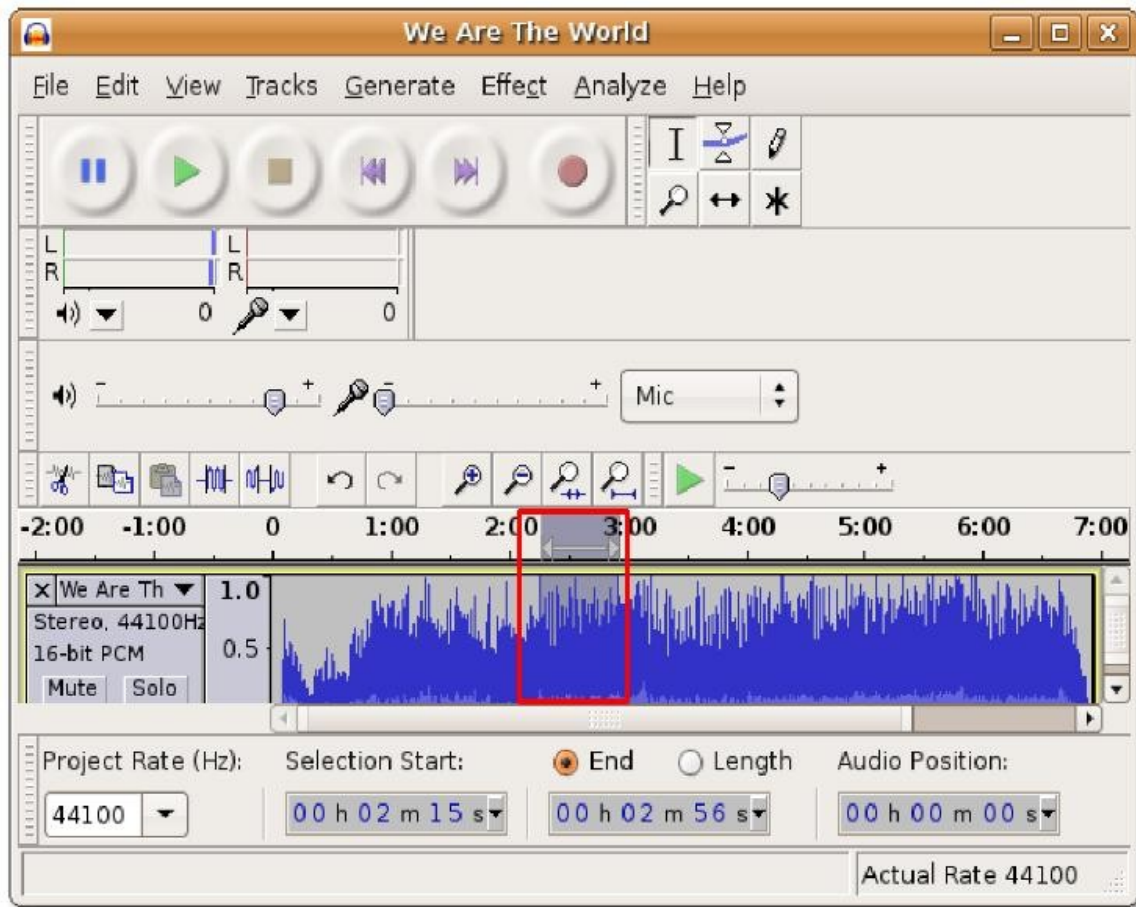 We Are The World
File Edit View Tracks Generate Effect Analyze Help
L L
R R
0 0
- + - + Mic
- +
-2:00 -1:00 0 1:00 2:00 3:00 4:00 5:00 6:00 7:00
X We Are Th 1.0
Stereo, 44100Hz
16-bit PCM 0.5
Mute Solo
Project Rate (Hz): Selection Start: End Length Audio Position:
44100 00 h 02 m 15 s 00 h 02 m 56 s 00 h 00 m 00 s
Actual Rate 44100